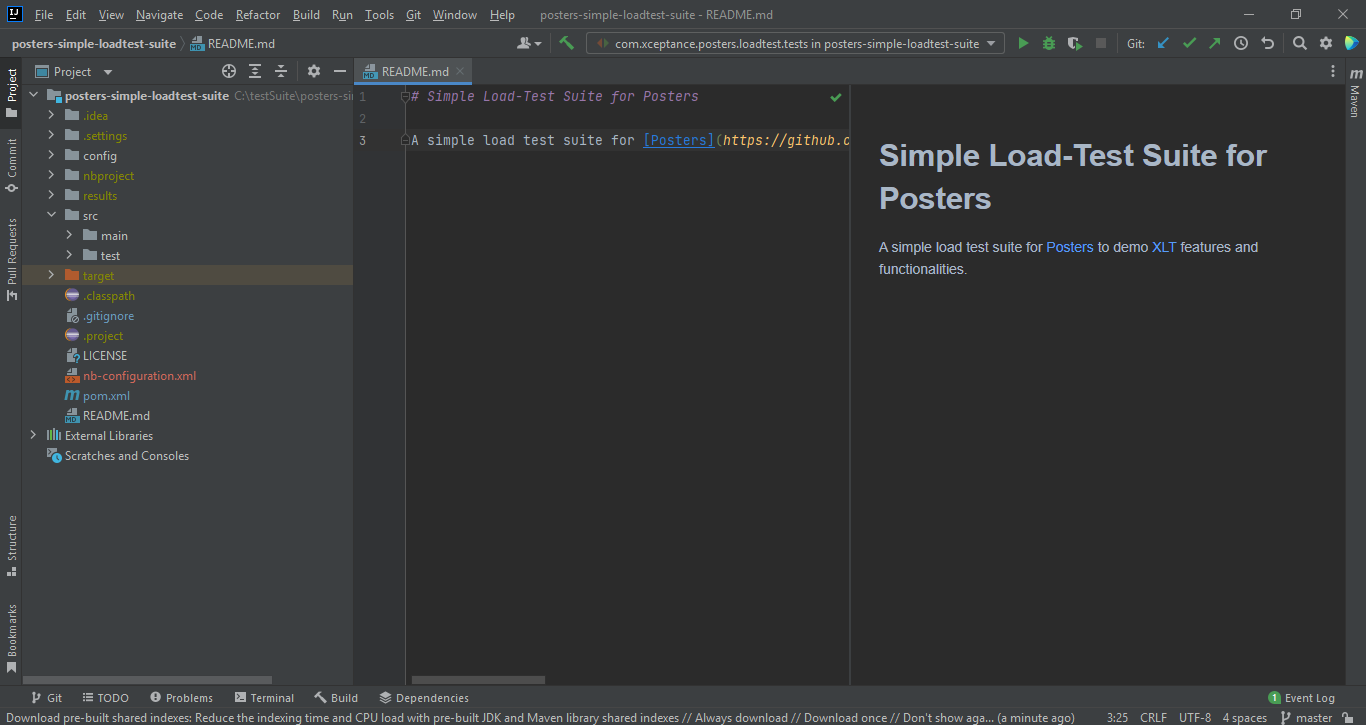 IJ File Edit View Navigate Code Refactor Build Run Tools Git Window Help posters-simple-loadtest-suite - README.md
posters-simple-loadtest-suite README.md com.xceptance.posters.loadtest.tests in posters-simple-loadtest-suite Git:
Project
Project
README.md
Maven
posters-simple-loadtest-suite C:\testSuite\posters-si
.idea
.settings
config
nbproject
results
src
main
test
target
.classpath
.gitignore
.project
LICENSE
nb-configuration.xml
pom.xml
README.md
External Libraries
Scratches and Consoles
Commit
Pull Requests
Structure
Bookmarks
1 # Simple Load-Test Suite for Posters
2
3 A simple load test suite for [Posters](https://github.c
Simple Load-Test Suite for
Posters
A simple load test suite for Posters to demo XLT features and
functionalities.
Git TODO Problems Terminal Build Dependencies 1 Event Log
Download pre-built shared indexes: Reduce the indexing time and CPU load with pre-built JDK and Maven library shared indexes // Always download // Download once // Don't show aga... (a minute ago) 3:25 CRLF UTF-8 4 spaces master